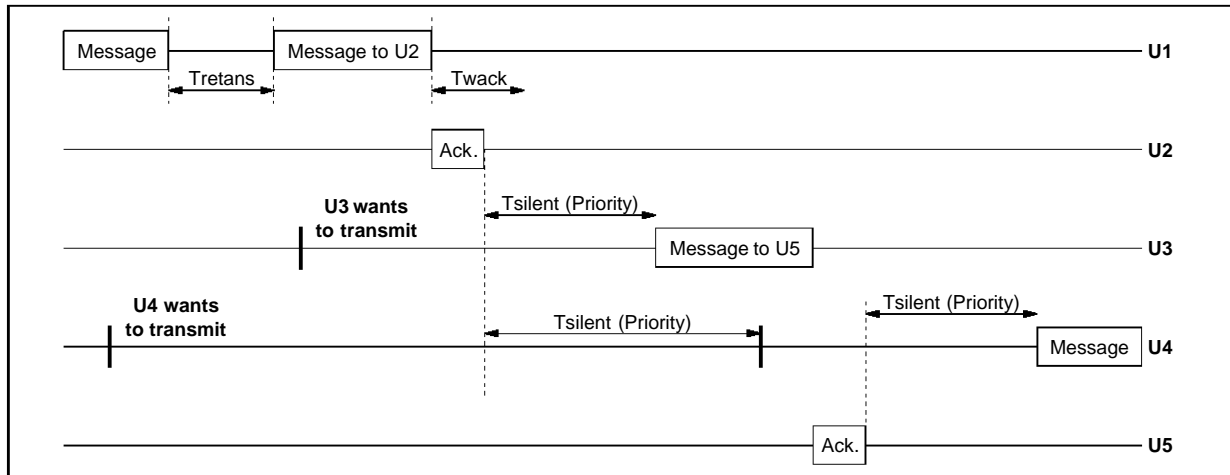 Message
Message to U2
U1
Tretans
Twack
Ack.
U2
U3 wants
to transmit
Tsilent (Priority)
Message to U5
U3
U4 wants
to transmit
Tsilent (Priority)
Tsilent (Priority)
Message
U4
Ack.
U5